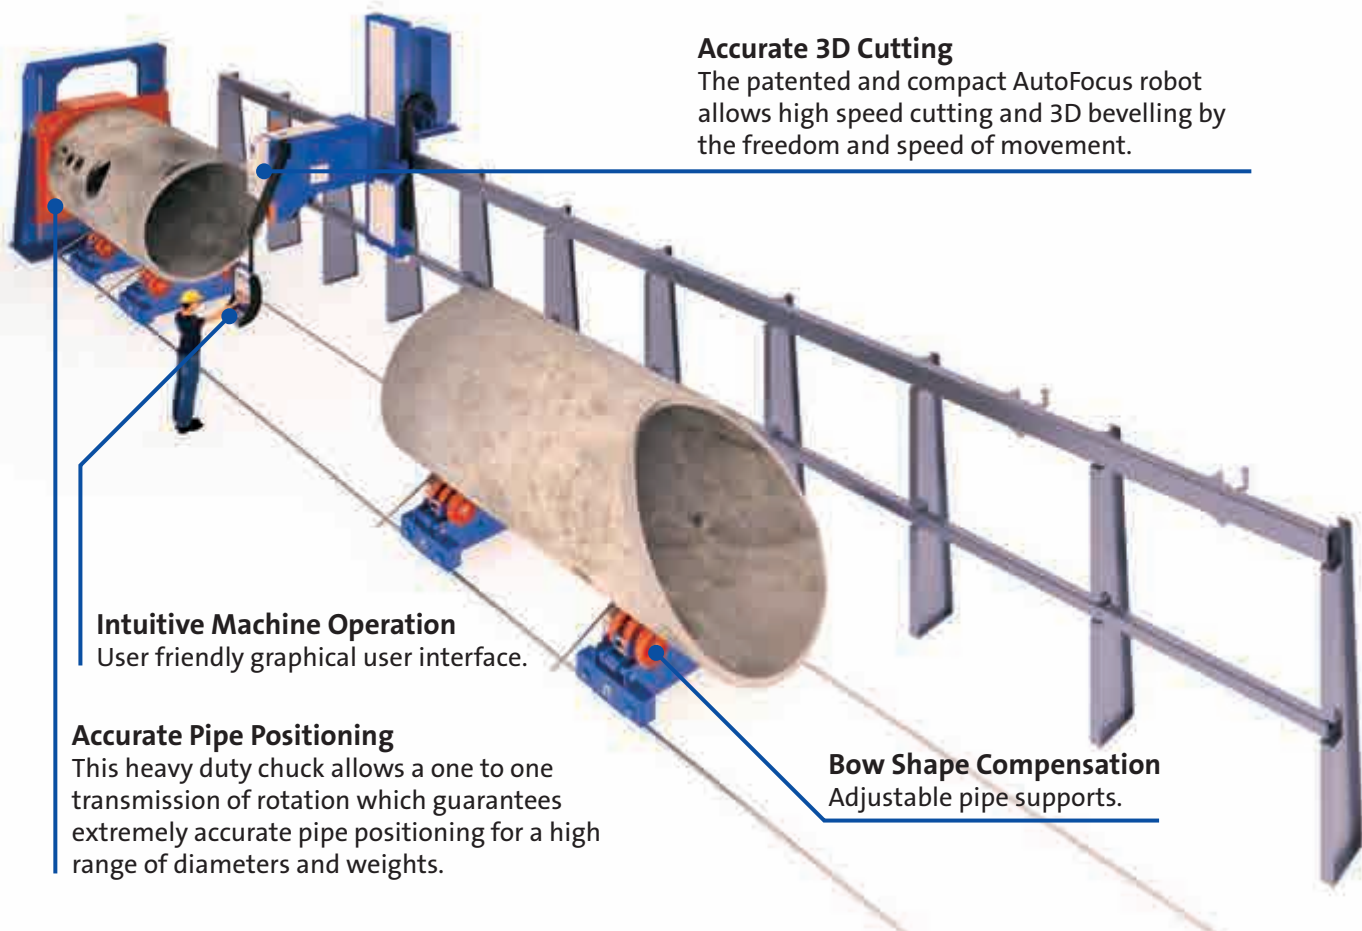 Accurate 3D Cutting
The patented and compact AutoFocus robot
allows high speed cutting and 3D bevelling by
the freedom and speed of movement.
Intuitive Machine Operation
User friendly graphical user interface.
Accurate Pipe Positioning
This heavy duty chuck allows a one to one
transmission of rotation which guarantees
extremely accurate pipe positioning for a high
range of diameters and weights.
Bow Shape Compensation
Adjustable pipe supports.